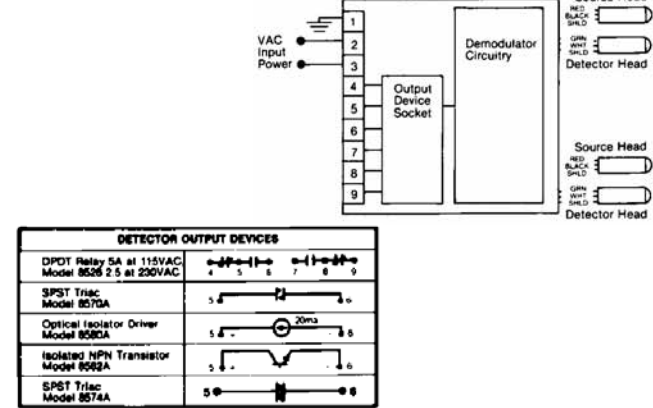 Source Head
RED
BLACK
SHLD
GRN
WHT
SHLD
Detector Head
VAC
Input
Power
1
2
3
4
5
6
7
8
9
Output
Device
Socket
Demodulator
Circuitry
Source Head
RED
BLACK
SHLD
GRN
WHT
SHLD
Detector Head
DETECTOR OUTPUT DEVICES
DPDT Relay 5A at 115VAC,
Model 8526 2.5 at 230VAC
4 5 6 7 8 9
SPST Triac
Model 8570A
5 6
Optical Isolator Driver
Model 8580A
5 - 20ma - 6
Isolated NPN Transistor
Model 8582A
5 - - 6
SPST Triac
Model 8574A
5 6